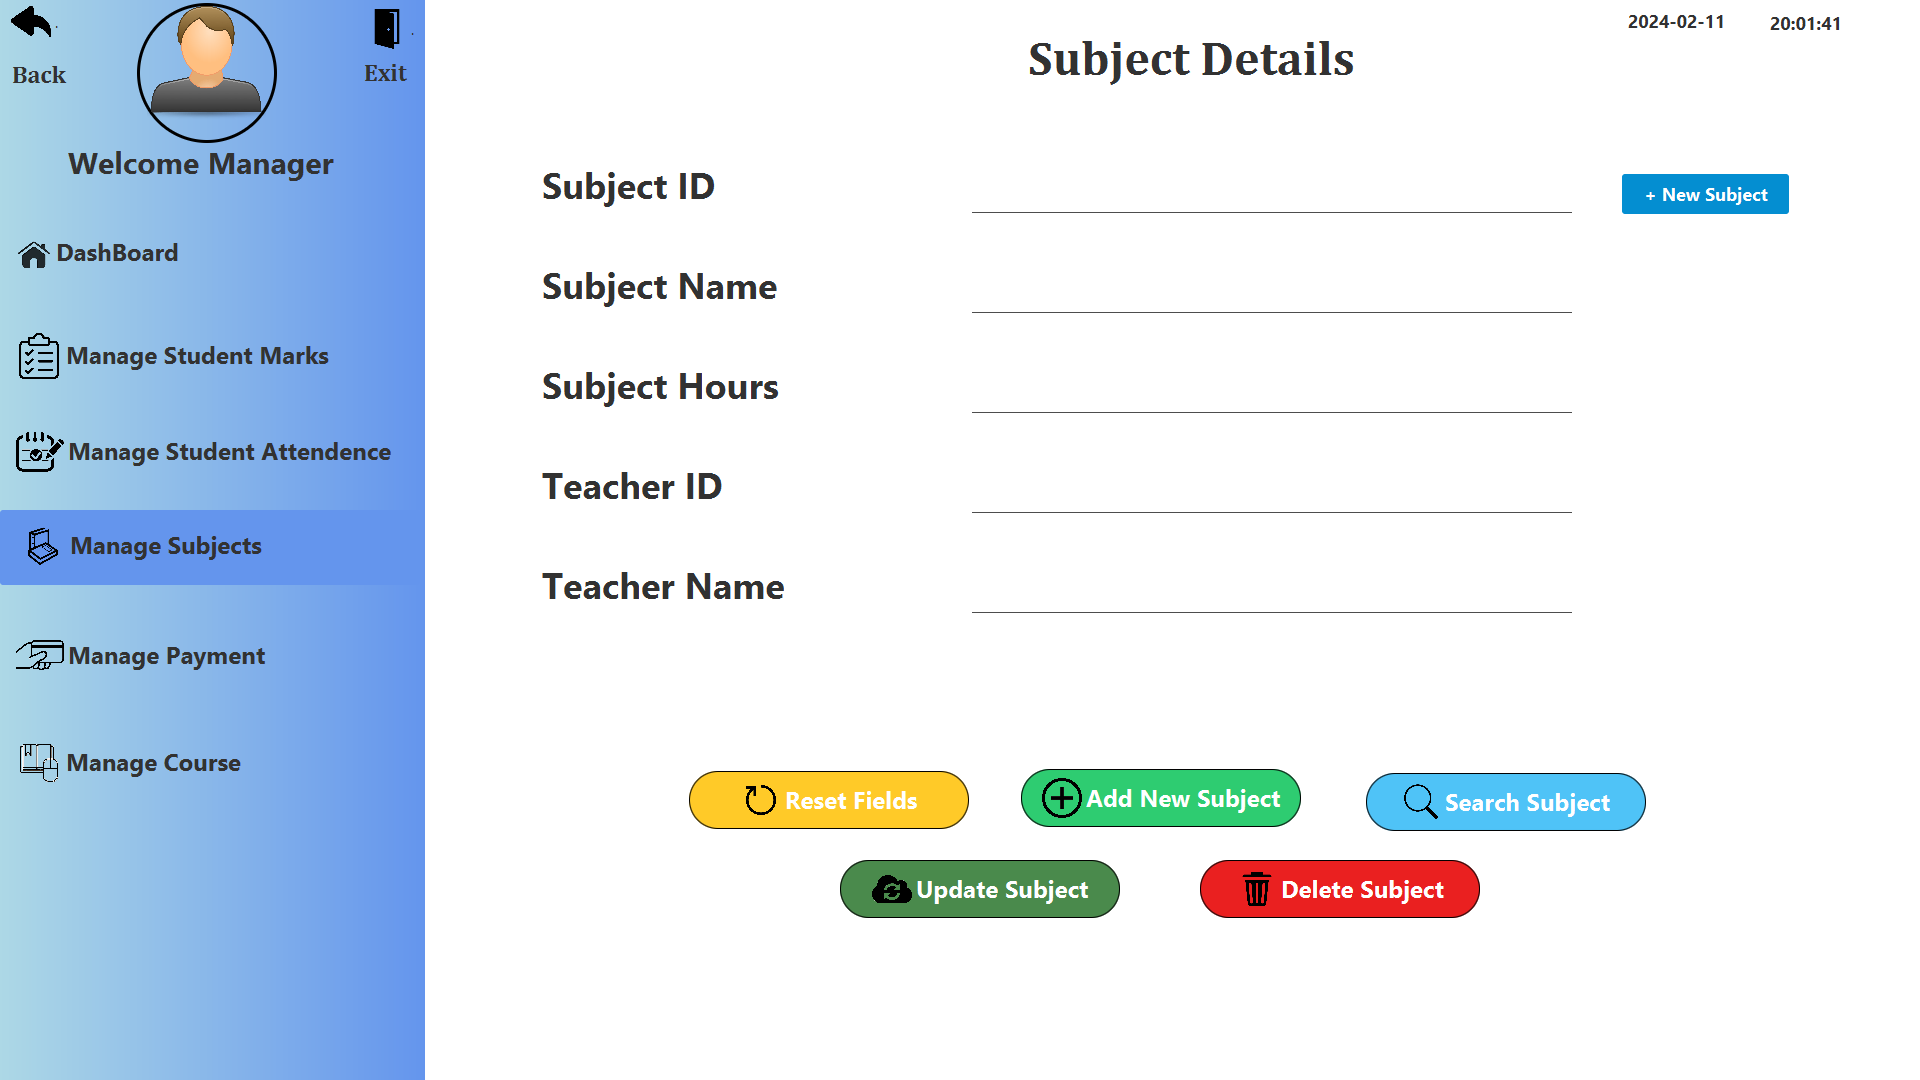 Back
Exit
Welcome Manager
DashBoard
Manage Student Marks
Manage Student Attendence
Manage Subjects
Manage Payment
Manage Course
2024-02-11
20:01:41
Subject Details
Subject ID
+ New Subject
Subject Name
Subject Hours
Teacher ID
Teacher Name
Reset Fields
Add New Subject
Search Subject
Update Subject
Delete Subject